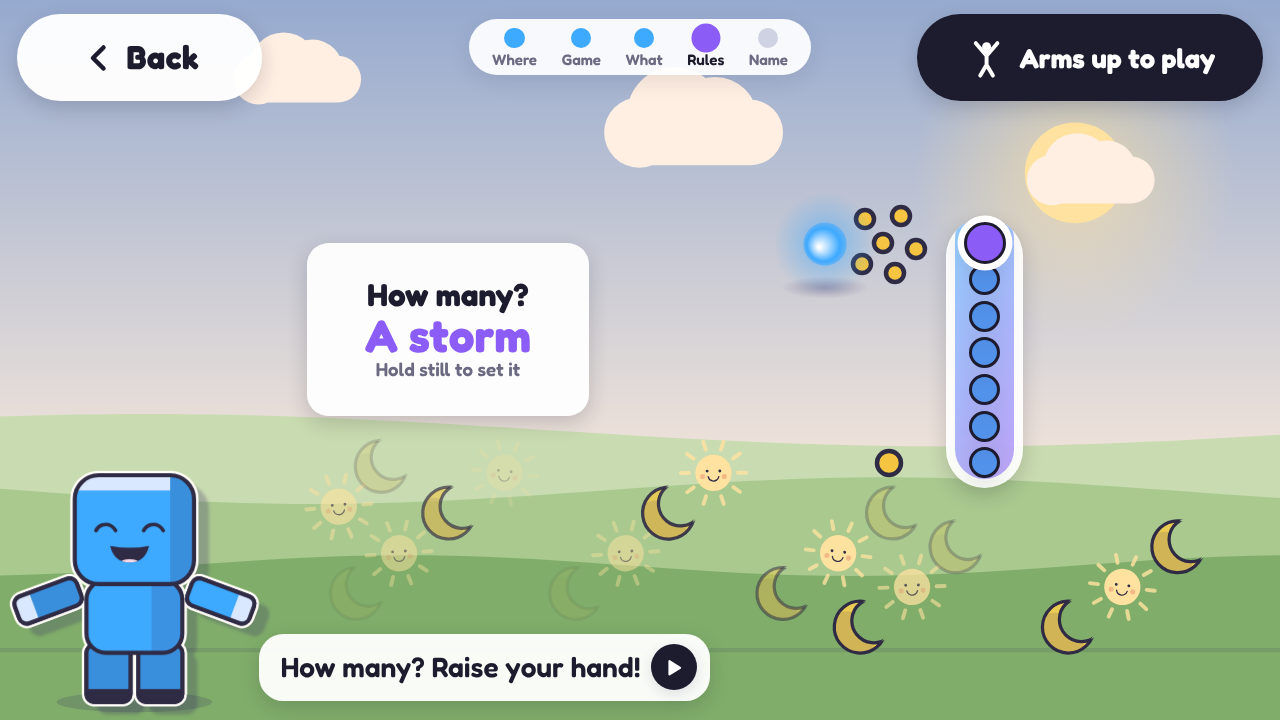 Back
Where
Game
What
Rules
Name
Arms up to play
How many?
A storm
Hold still to set it
How many? Raise your hand!